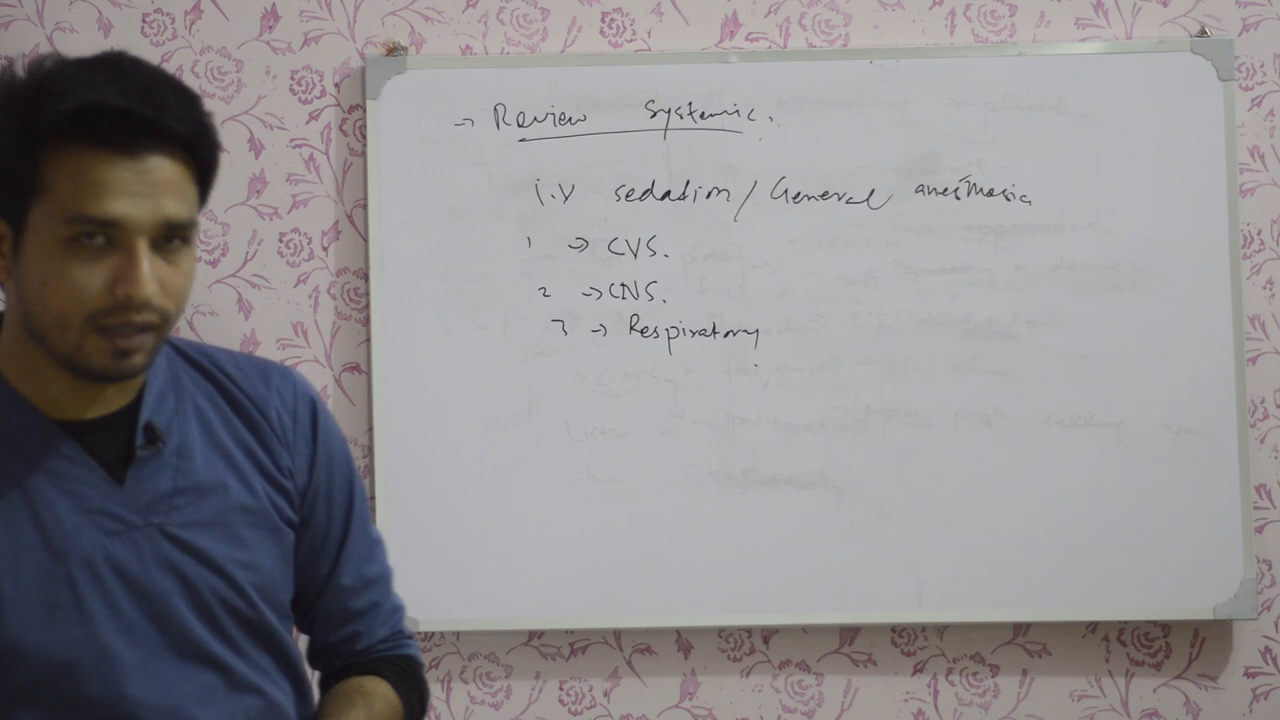 → Review Systemic.
i.v sedation / General anesthesia
1 → CVS.
2 → CNS.
3 → Respiratory